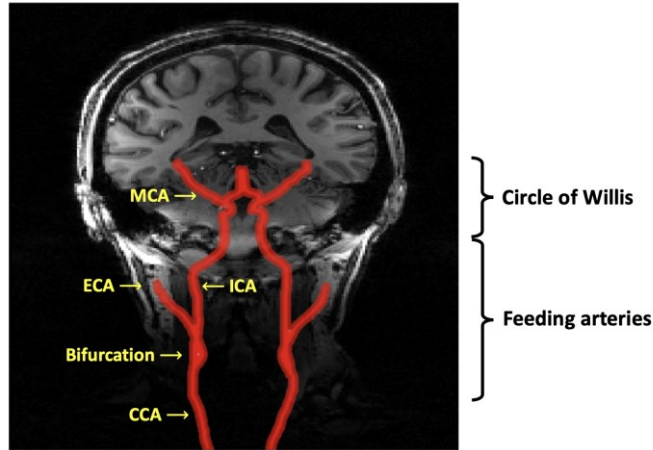 MCA →
Circle of Willis
ECA →
← ICA
Feeding arteries
Bifurcation →
CCA →